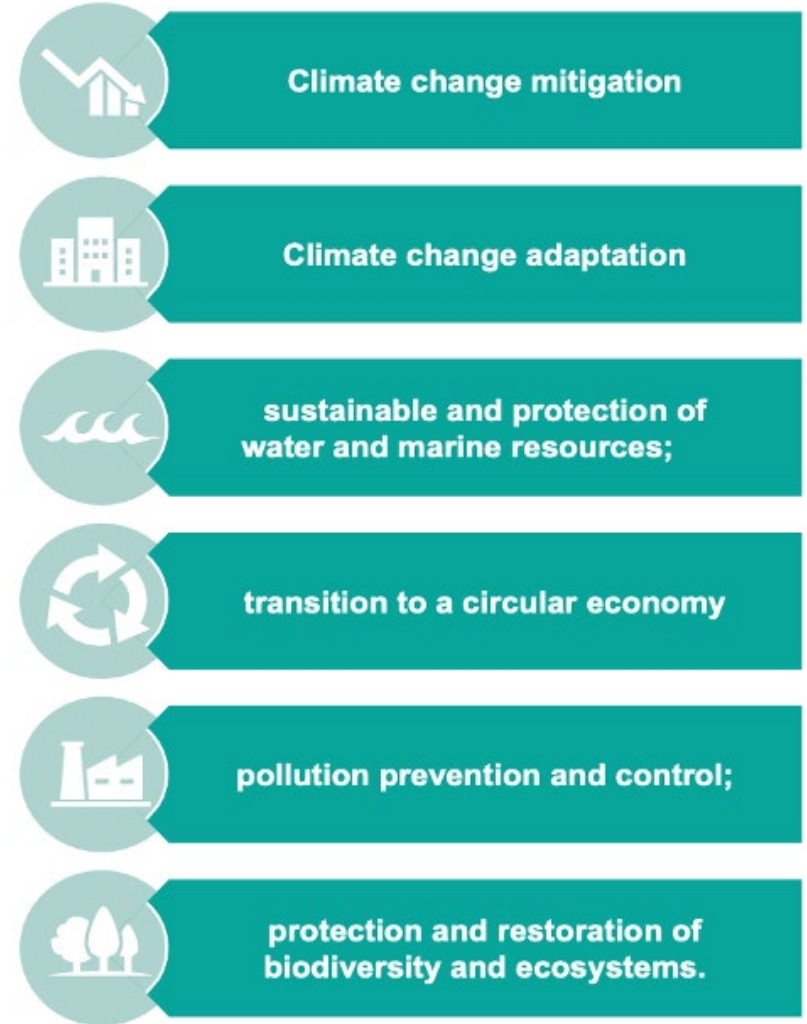 Climate change mitigation
Climate change adaptation
sustainable and protection of
water and marine resources;
transition to a circular economy
pollution prevention and control;
protection and restoration of
biodiversity and ecosystems.